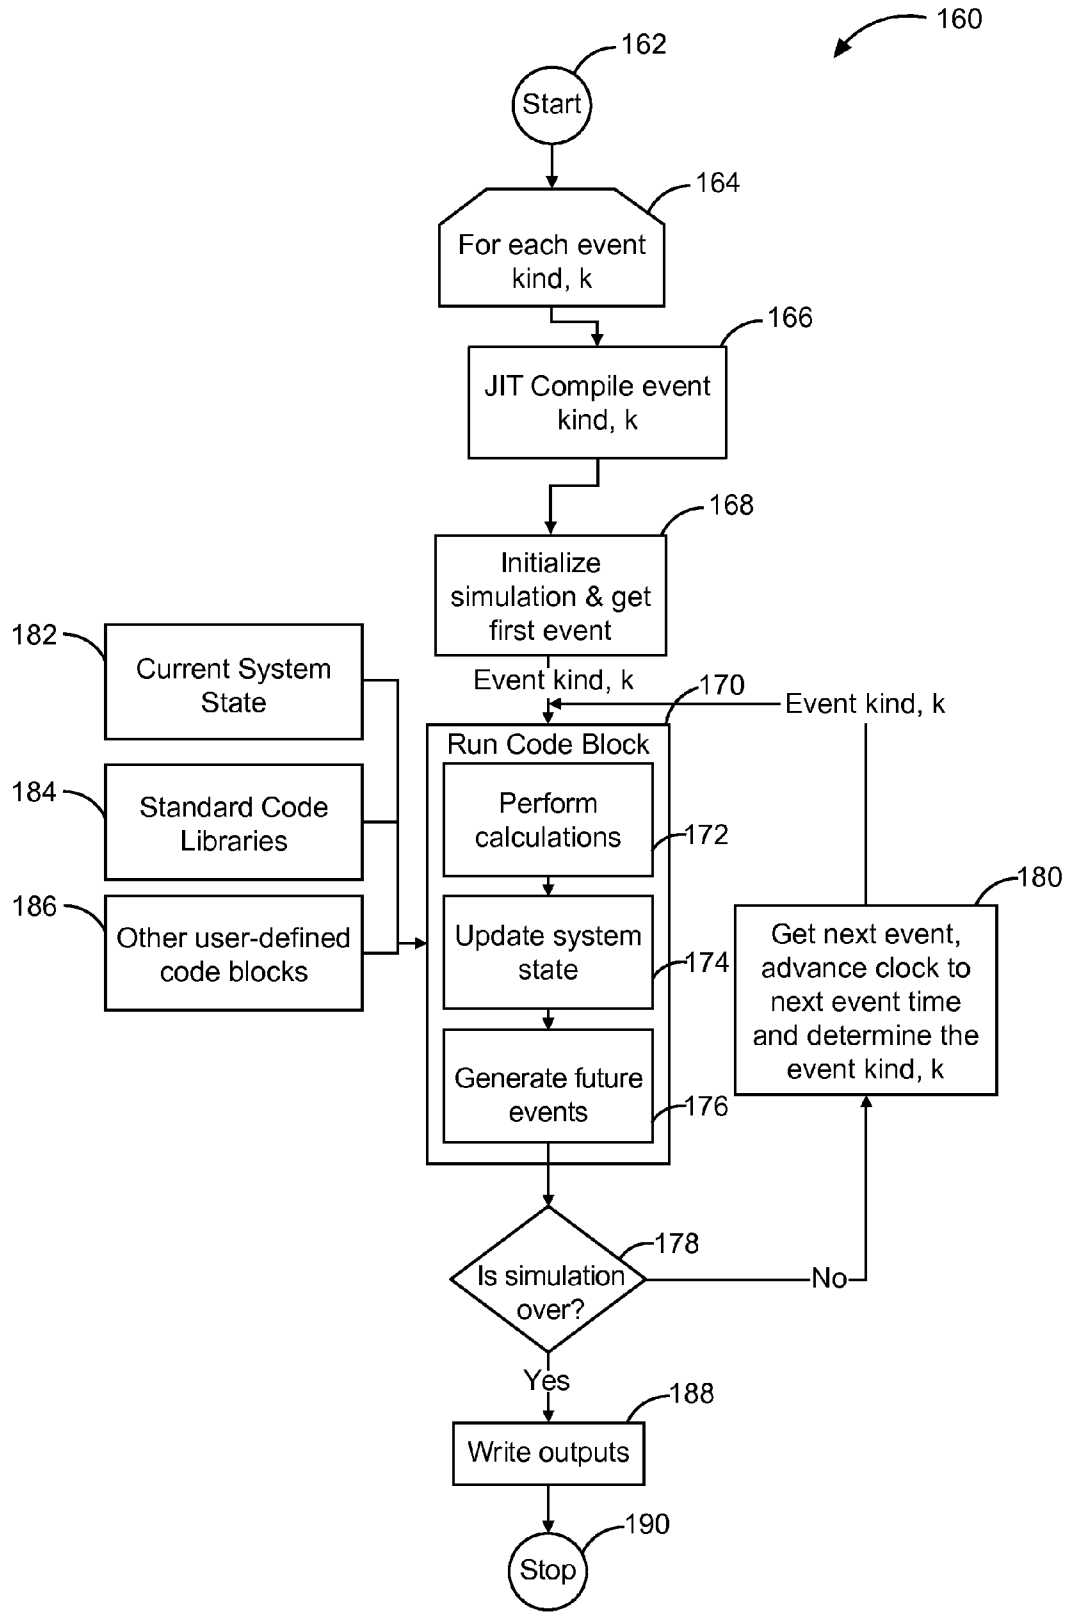 160
162
Start
164
For each event
kind, k
166
JIT Compile event
kind, k
168
Initialize
simulation & get
first event
182
Current System
State
184
Standard Code
Libraries
186
Other user-defined
code blocks
Event kind, k
170
Event kind, k
Run Code Block
Perform
calculations
172
Update system
state
174
Generate future
events
176
180
Get next event,
advance clock to
next event time
and determine the
event kind, k
178
Is simulation
over?
No
Yes
188
Write outputs
190
Stop